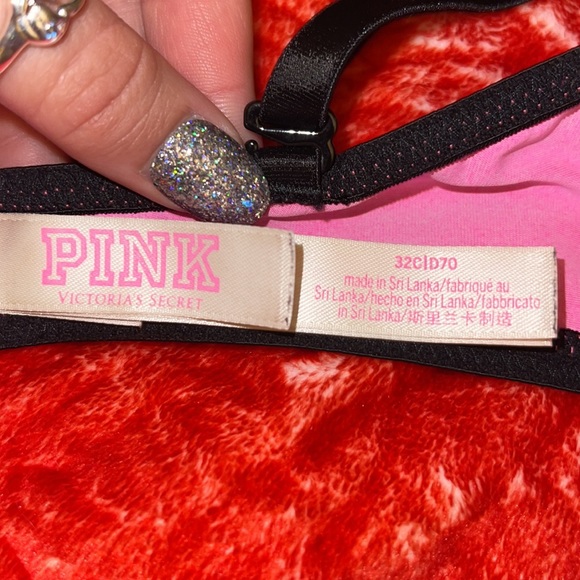 PINK
VICTORIA'S SECRET
32C|D70
made in Sri Lanka/fabriqué au
Sri Lanka/hecho en Sri Lanka/fabbricato
in Sri Lanka/斯里兰卡制造